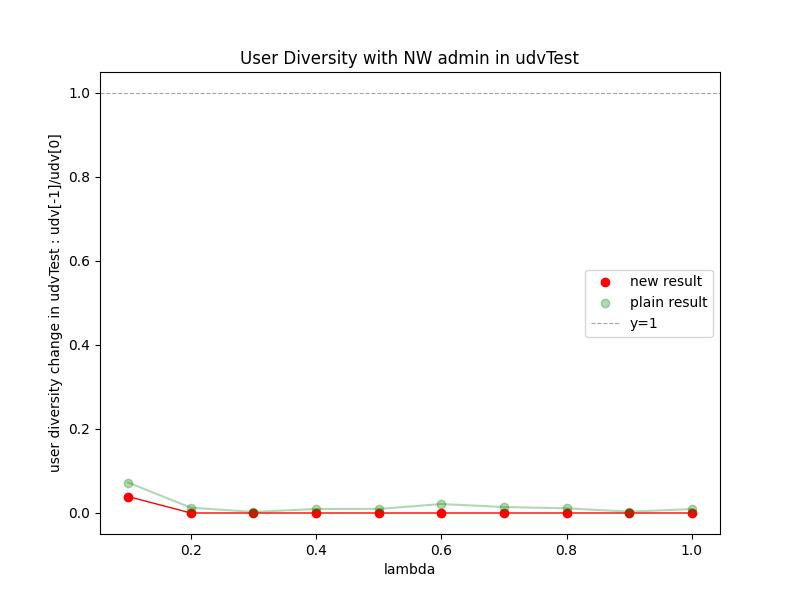 User Diversity with NW admin in udvTest
user diversity change in udvTest : udv[-1]/udv[0]
1.0
0.8
0.6
0.4
0.2
0.0
new result
plain result
y=1
0.2 0.4 0.6 0.8 1.0
lambda